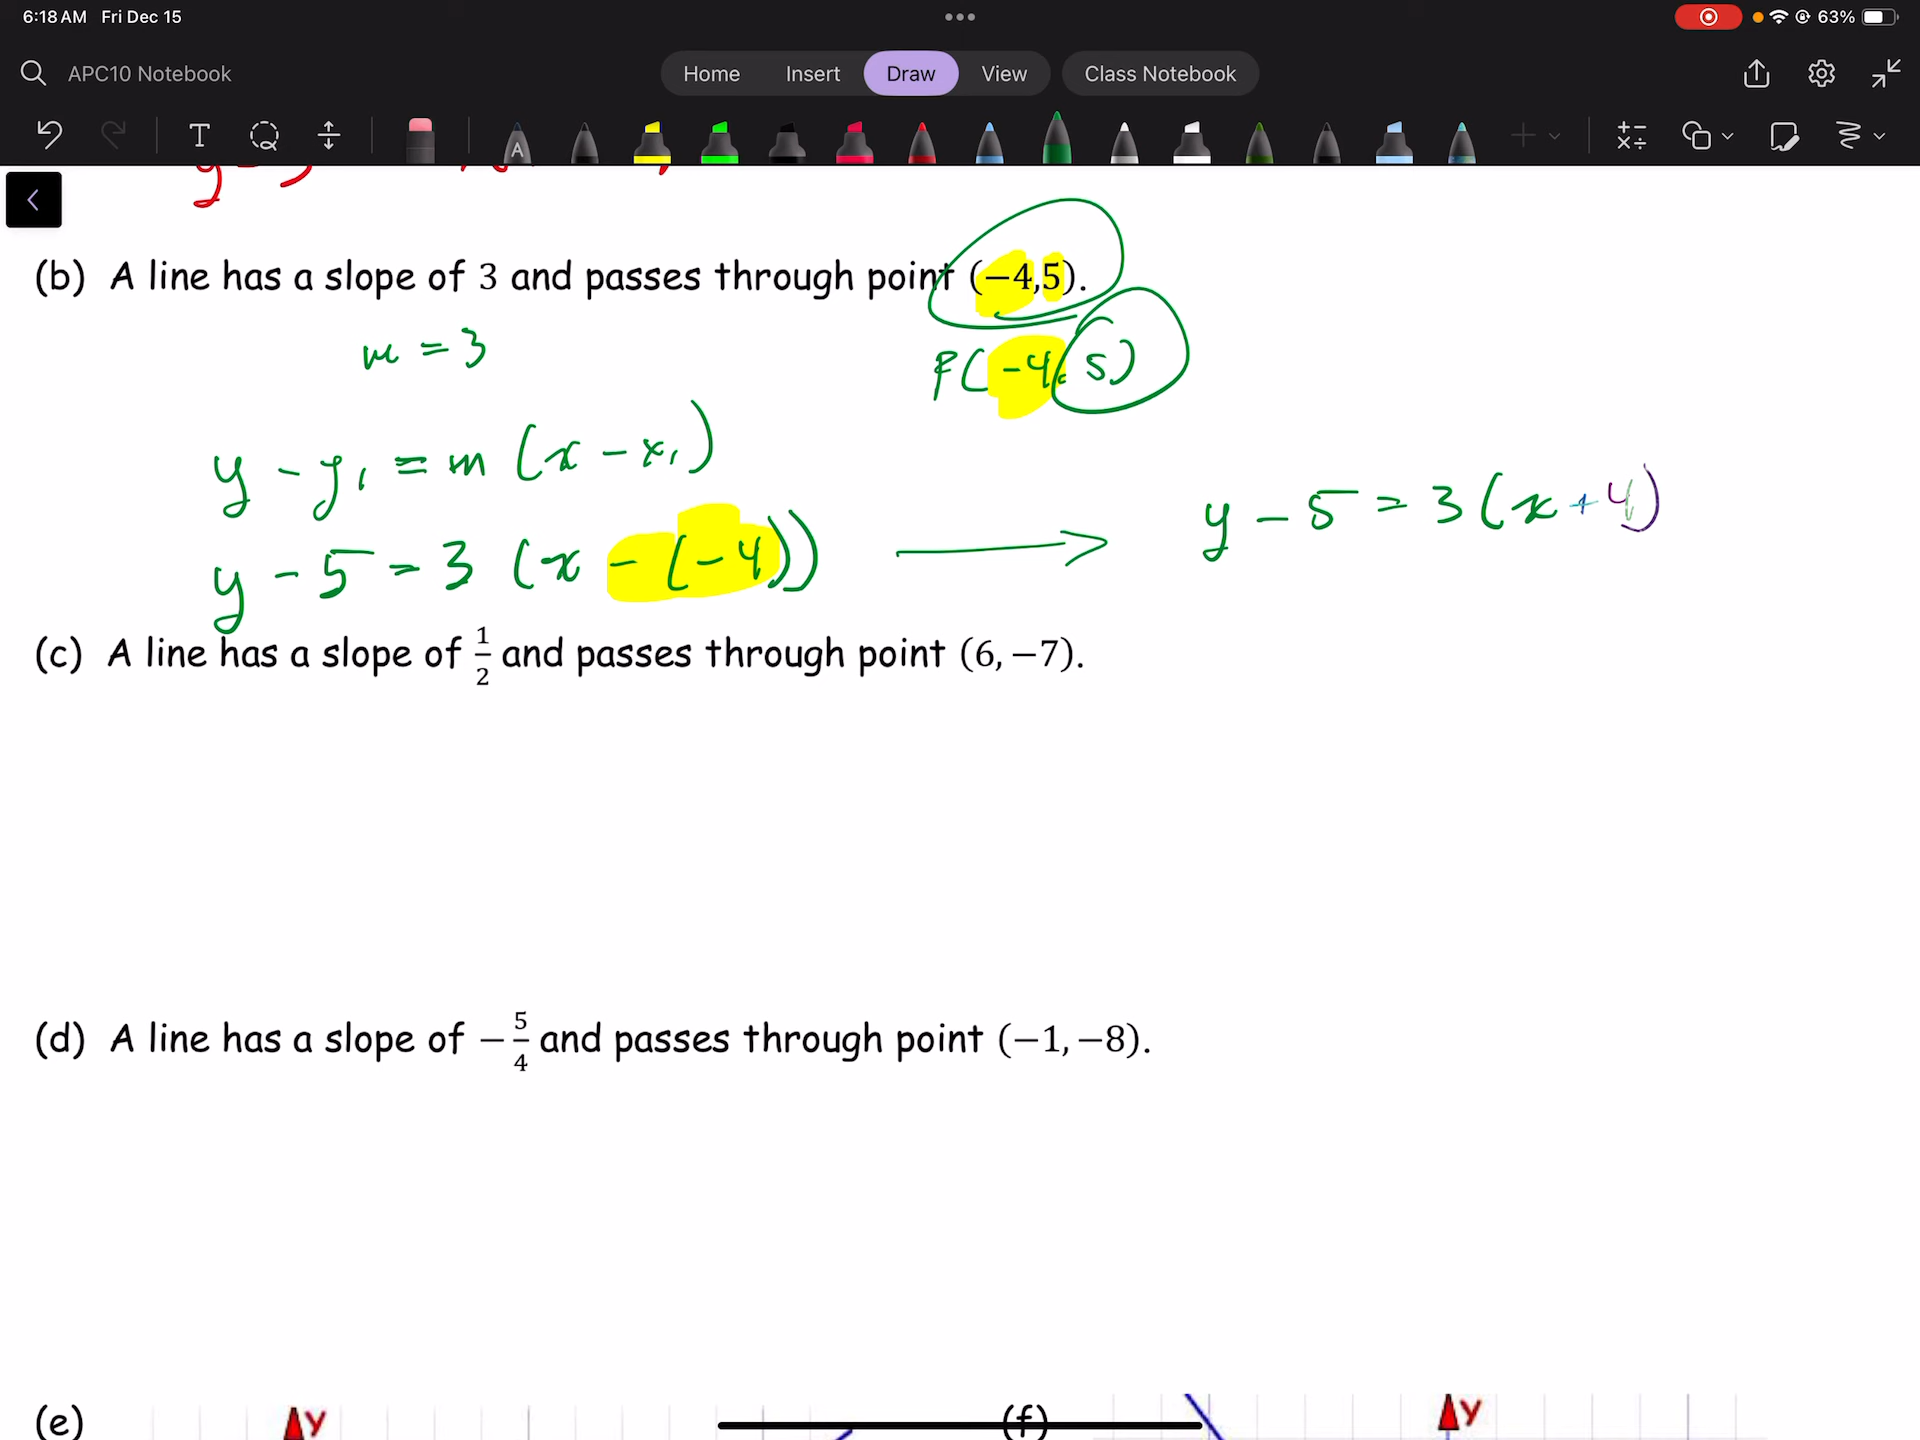 6:18 AM Fri Dec 15
63%
APC10 Notebook
Home Insert Draw View Class Notebook
T A
(b) A line has a slope of 3 and passes through point (−4,5).
m = 3
P(-4, 5)
y - y₁ = m (x - x₁)
y - 5 = 3 (x - (-4))
y - 5 = 3 (x + 4)
(c) A line has a slope of 1/2 and passes through point (6, −7).
(d) A line has a slope of −5/4 and passes through point (−1, −8).
(e) Y (f) Y